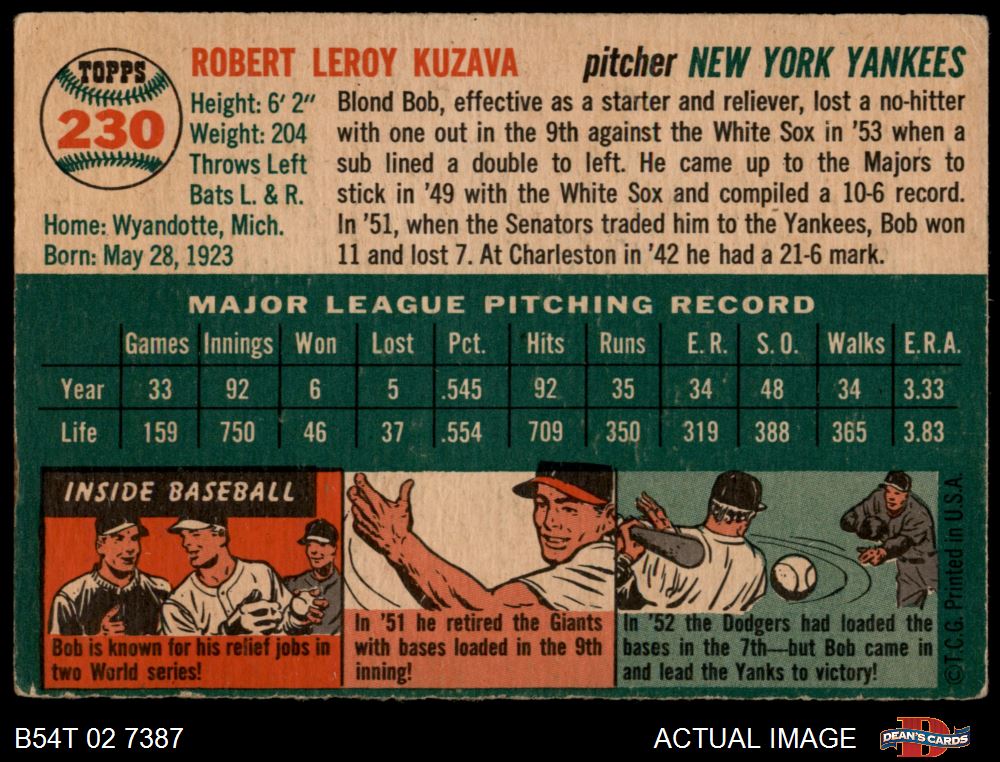 TOPPS
230
ROBERT LEROY KUZAVA
pitcher NEW YORK YANKEES
Height: 6' 2"
Weight: 204
Throws Left
Bats L. & R.
Home: Wyandotte, Mich.
Born: May 28, 1923
Blond Bob, effective as a starter and reliever, lost a no-hitter
with one out in the 9th against the White Sox in '53 when a
sub lined a double to left. He came up to the Majors to
stick in '49 with the White Sox and compiled a 10-6 record.
In '51, when the Senators traded him to the Yankees, Bob won
11 and lost 7. At Charleston in '42 he had a 21-6 mark.
MAJOR LEAGUE PITCHING RECORD
Games Innings Won Lost Pct. Hits Runs E. R. S. O. Walks E.R.A.
Year 33 92 6 5 .545 92 35 34 48 34 3.33
Life 159 750 46 37 .554 709 350 319 388 365 3.83
INSIDE BASEBALL
Bob is known for his relief jobs in
two World series!
In '51 he retired the Giants
with bases loaded in the 9th
inning!
In '52 the Dodgers had loaded the
bases in the 7th—but Bob came in
and lead the Yanks to victory!
©T.C.G. Printed in U.S.A.
B54T 02 7387
ACTUAL IMAGE
DEAN'S CARDS